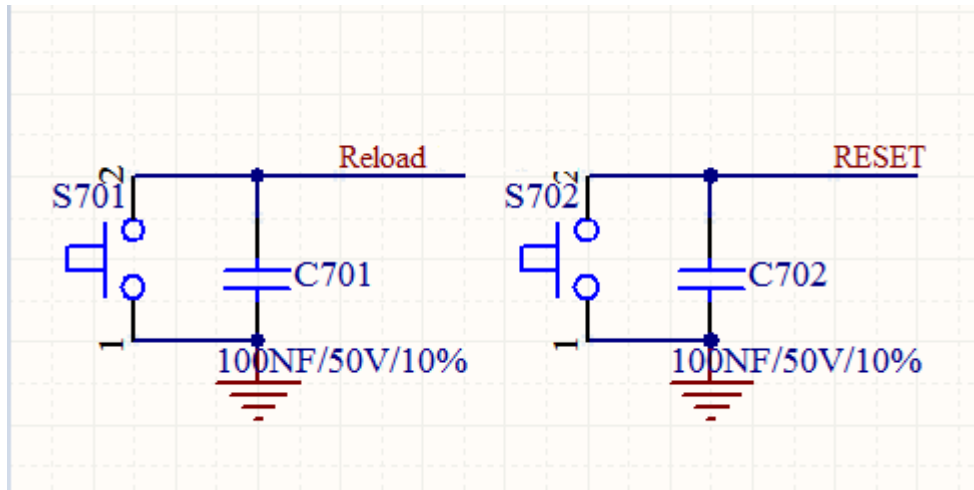 Reload
RESET
2
2
S701
S702
C701
C702
1
1
100NF/50V/10%
100NF/50V/10%